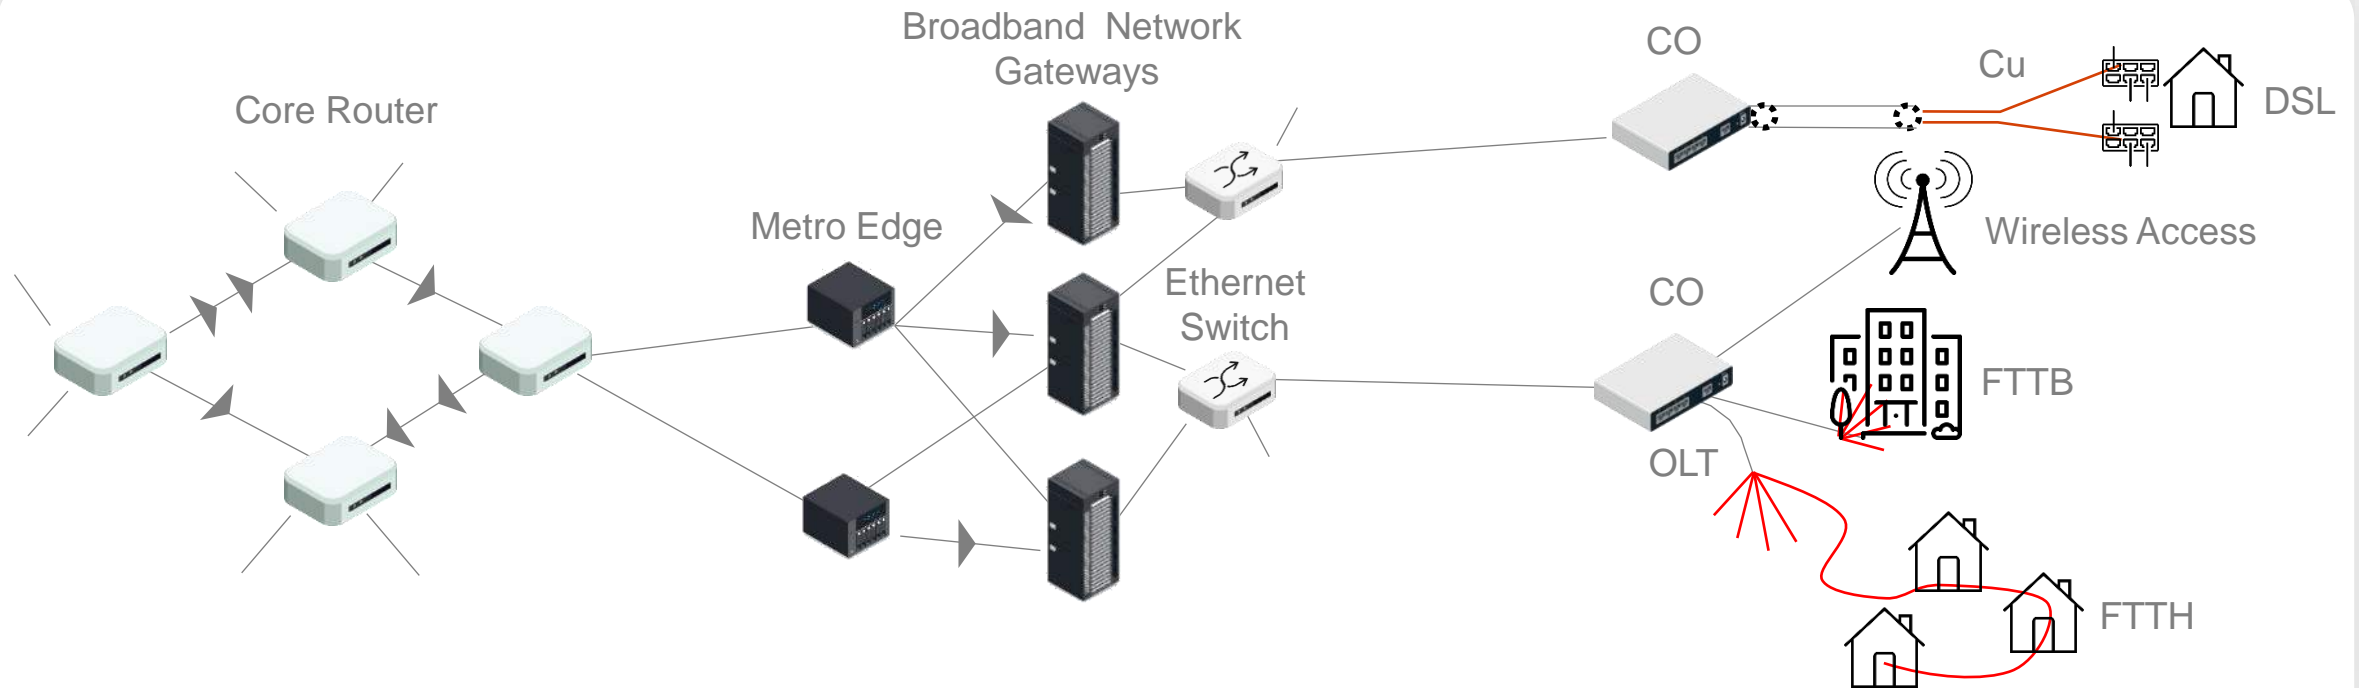 Broadband Network
Gateways
Core Router
Metro Edge
Ethernet
Switch
CO
Cu
DSL
Wireless Access
CO
FTTB
OLT
FTTH